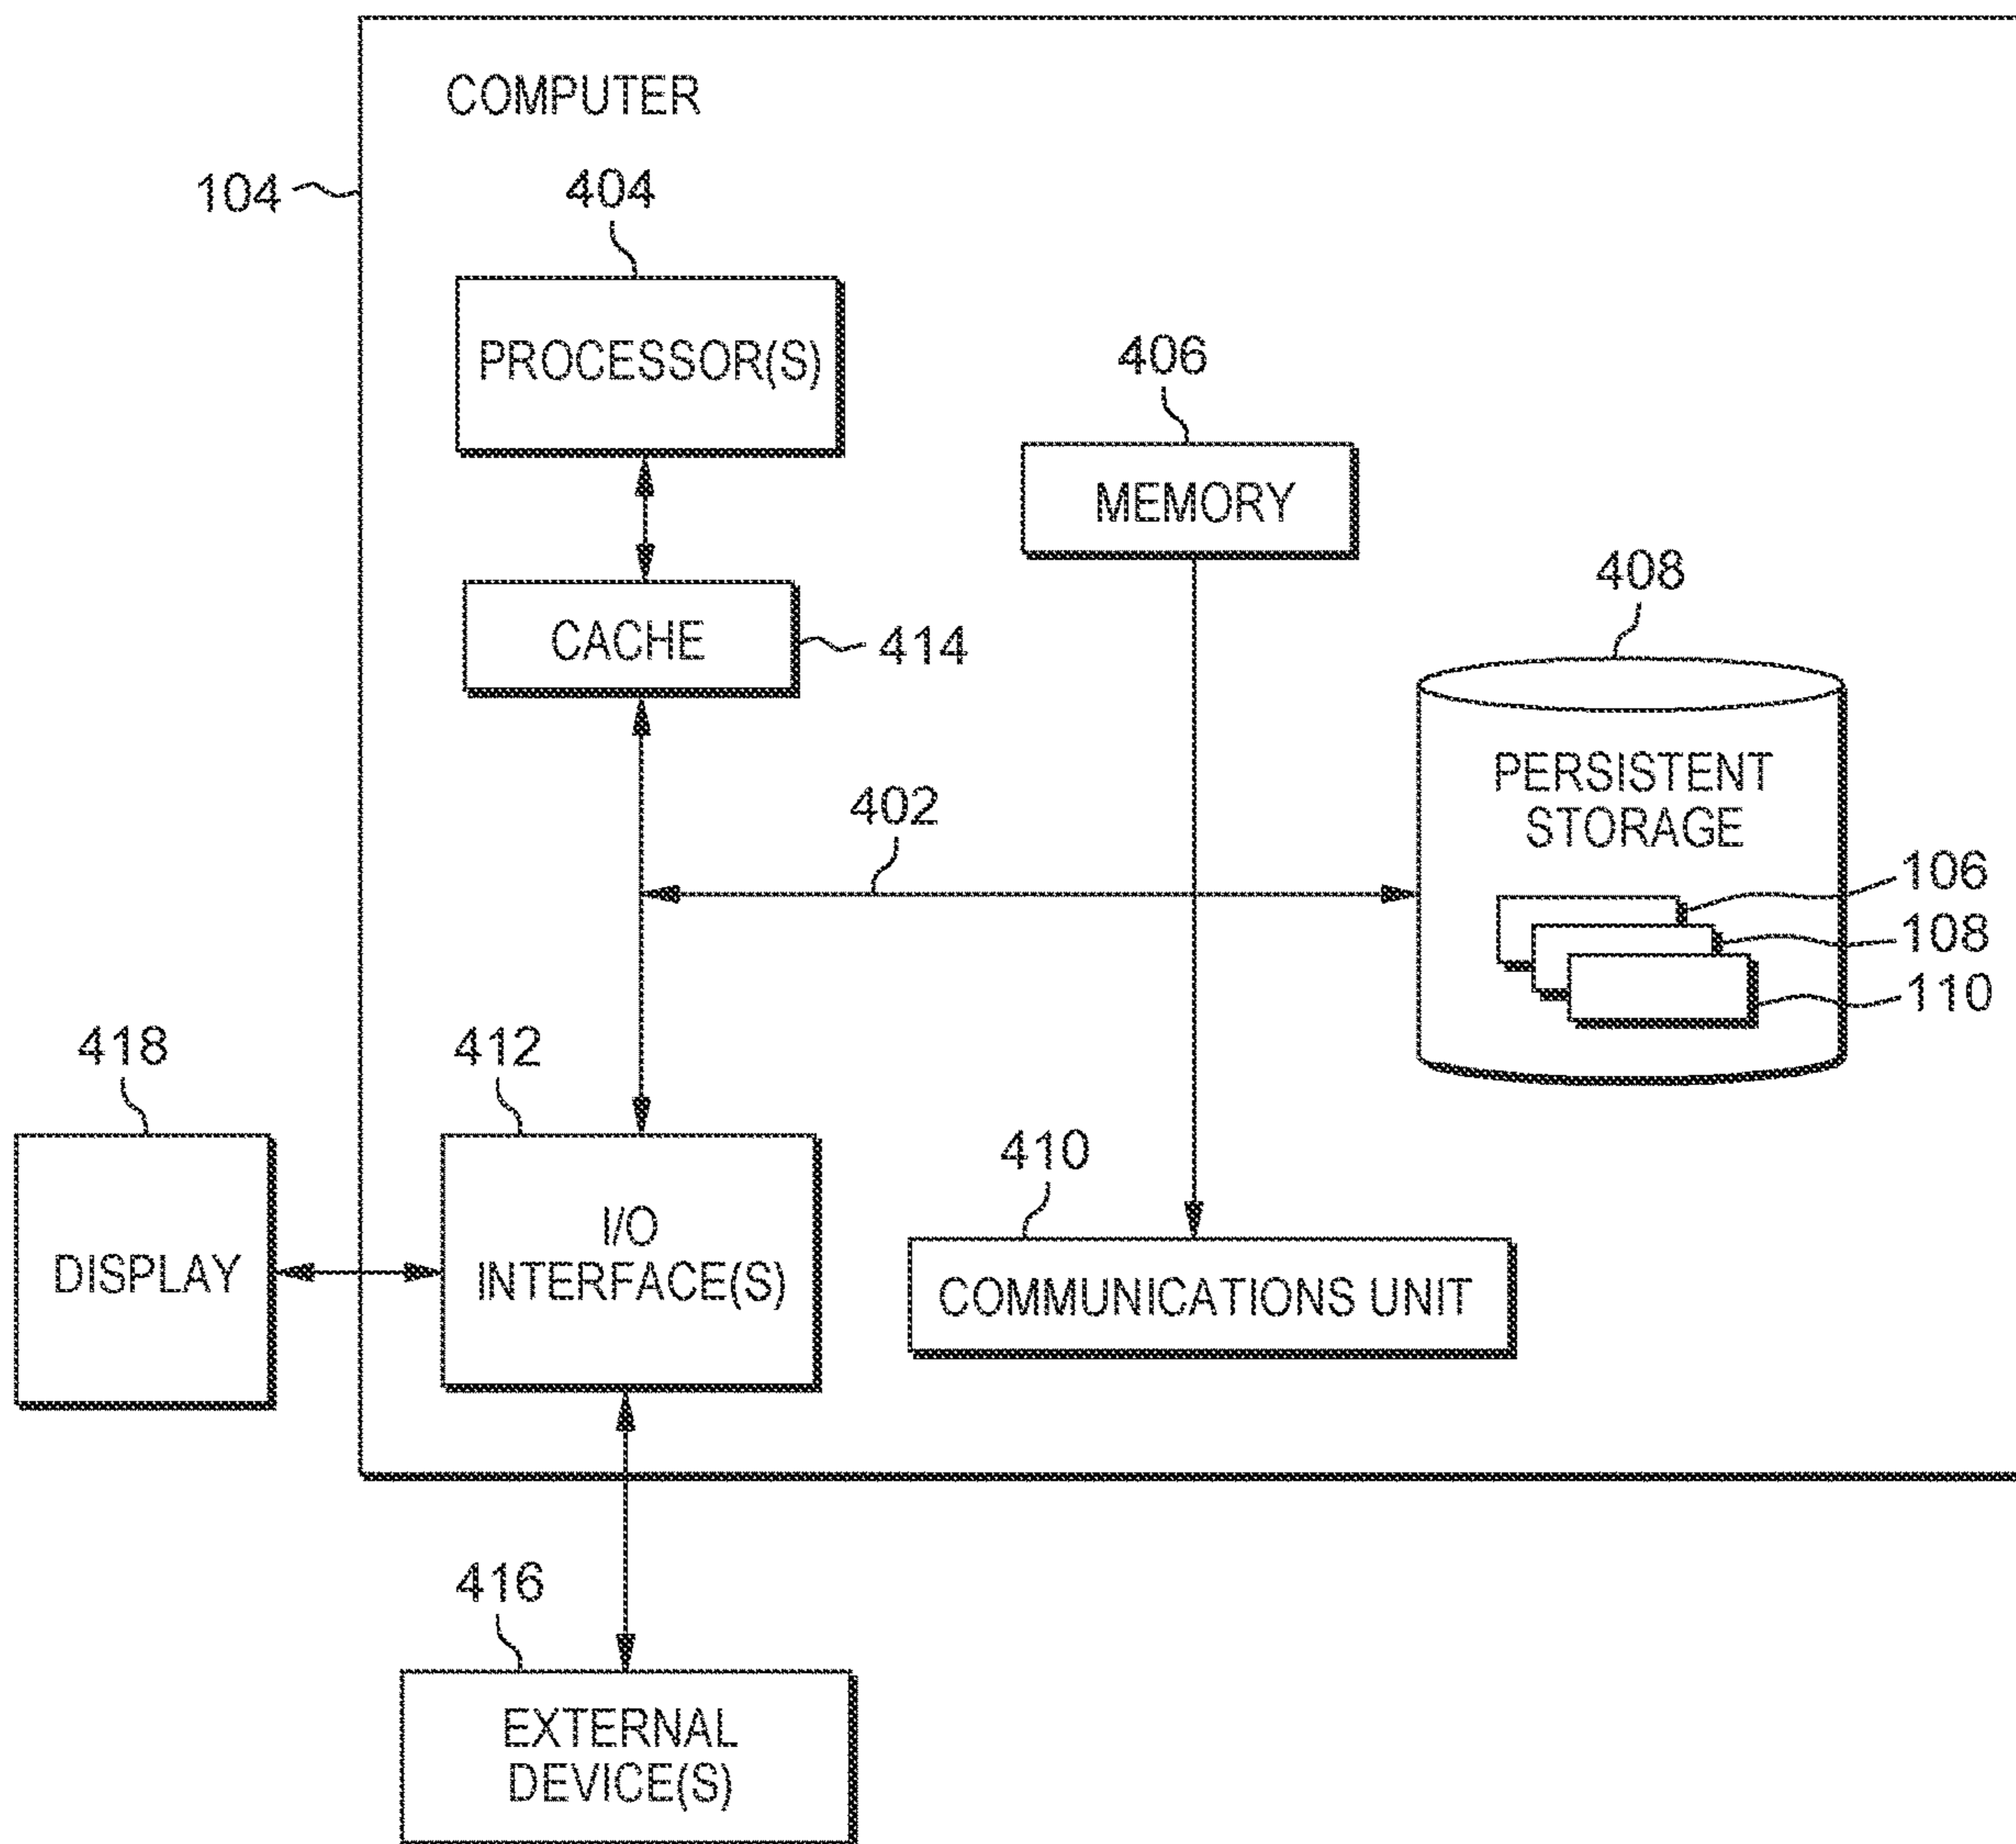 COMPUTER
104
404
PROCESSOR(S)
406
MEMORY
CACHE
414
408
PERSISTENT
STORAGE
402
106
108
110
418
412
DISPLAY
I/O
INTERFACE(S)
410
COMMUNICATIONS UNIT
416
EXTERNAL
DEVICE(S)